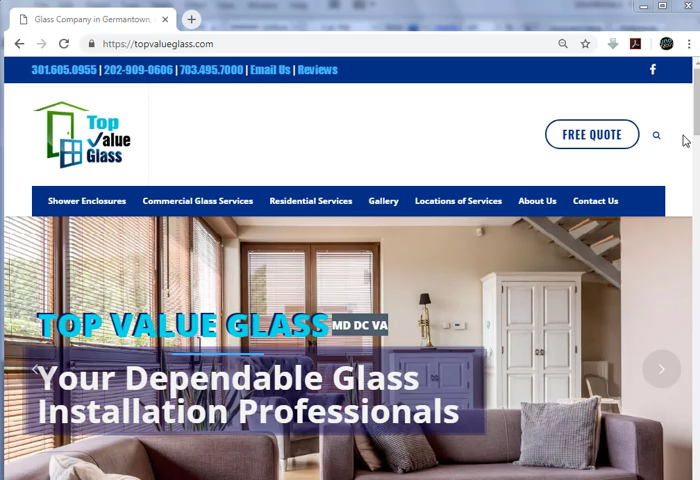 Glass Company in Germantown,
https://topvalueglass.com
301.605.0955 | 202-909-0606 | 703.495.7000 | Email Us | Reviews
Top
Value
Glass
FREE QUOTE
Shower Enclosures Commercial Glass Services Residential Services Gallery Locations of Services About Us Contact Us
TOP VALUE GLASS MD DC VA
Your Dependable Glass
Installation Professionals